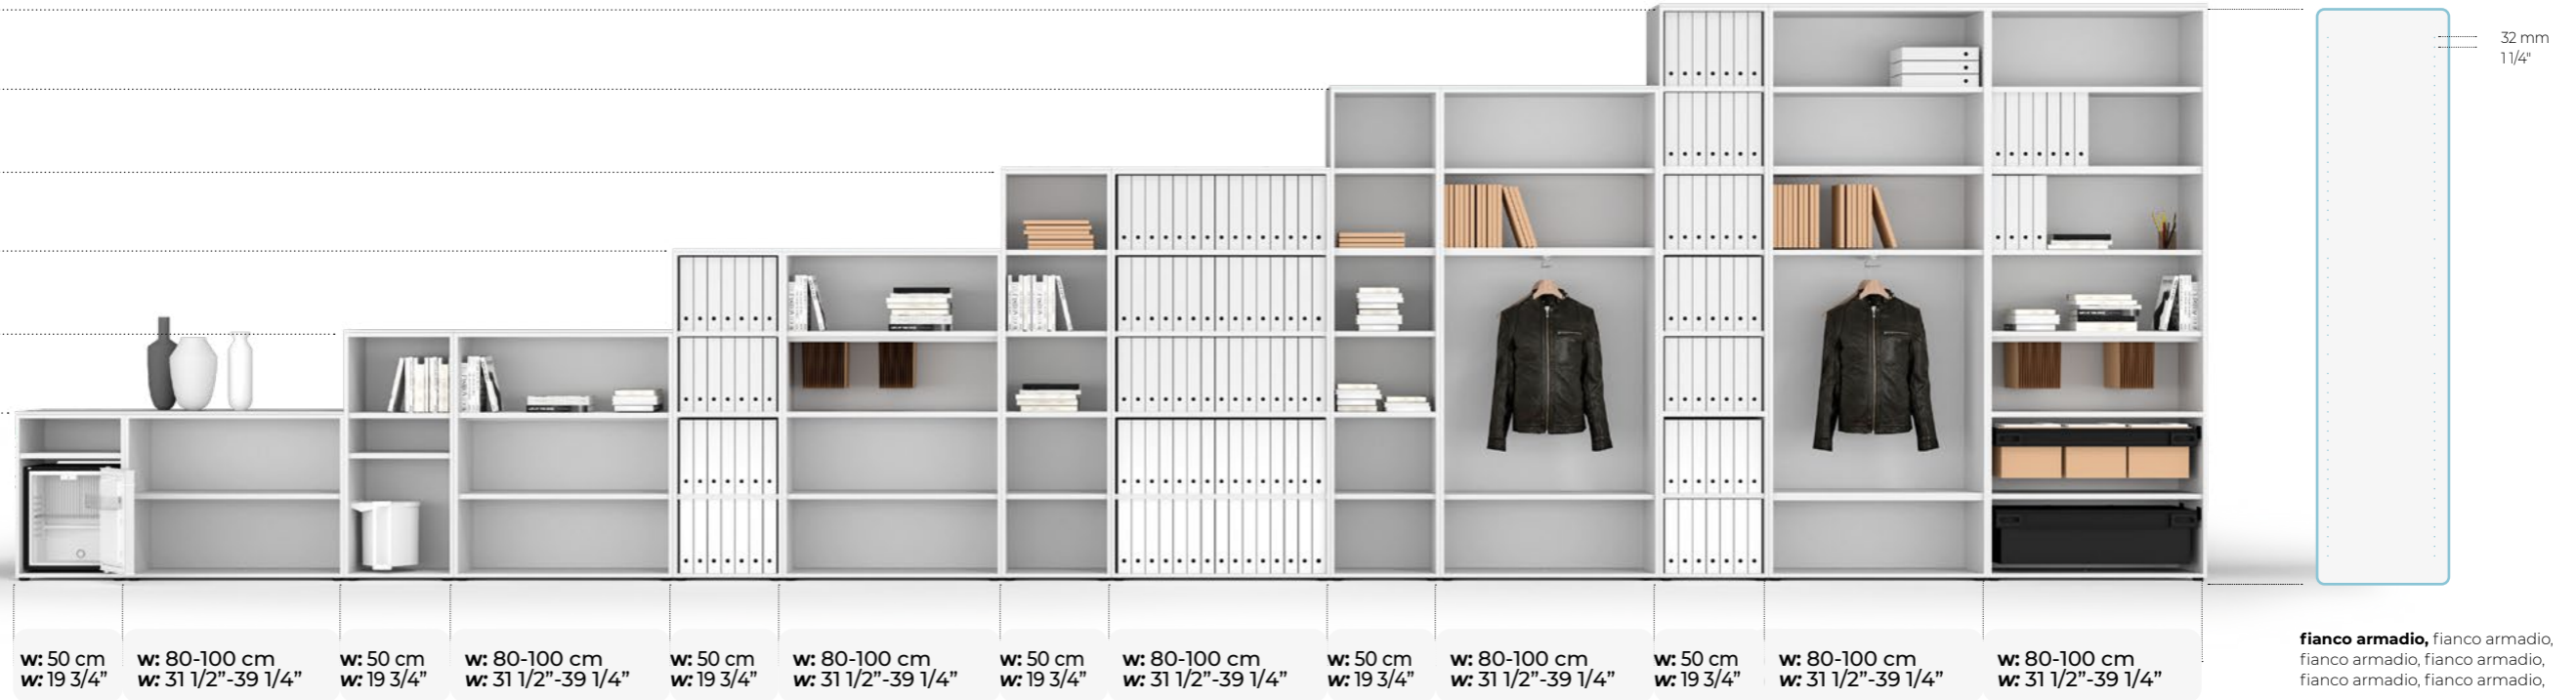 32 mm
1 1/4"
w: 50 cm
w: 19 3/4”
w: 80-100 cm
w: 31 1/2”-39 1/4”
w: 50 cm
w: 19 3/4”
w: 80-100 cm
w: 31 1/2”-39 1/4”
w: 50 cm
w: 19 3/4”
w: 80-100 cm
w: 31 1/2”-39 1/4”
w: 50 cm
w: 19 3/4”
w: 80-100 cm
w: 31 1/2”-39 1/4”
w: 50 cm
w: 19 3/4”
w: 80-100 cm
w: 31 1/2”-39 1/4”
w: 50 cm
w: 19 3/4”
w: 80-100 cm
w: 31 1/2”-39 1/4”
w: 80-100 cm
w: 31 1/2”-39 1/4”
fianco armadio, fianco armadio,
fianco armadio, fianco armadio,
fianco armadio, fianco armadio,